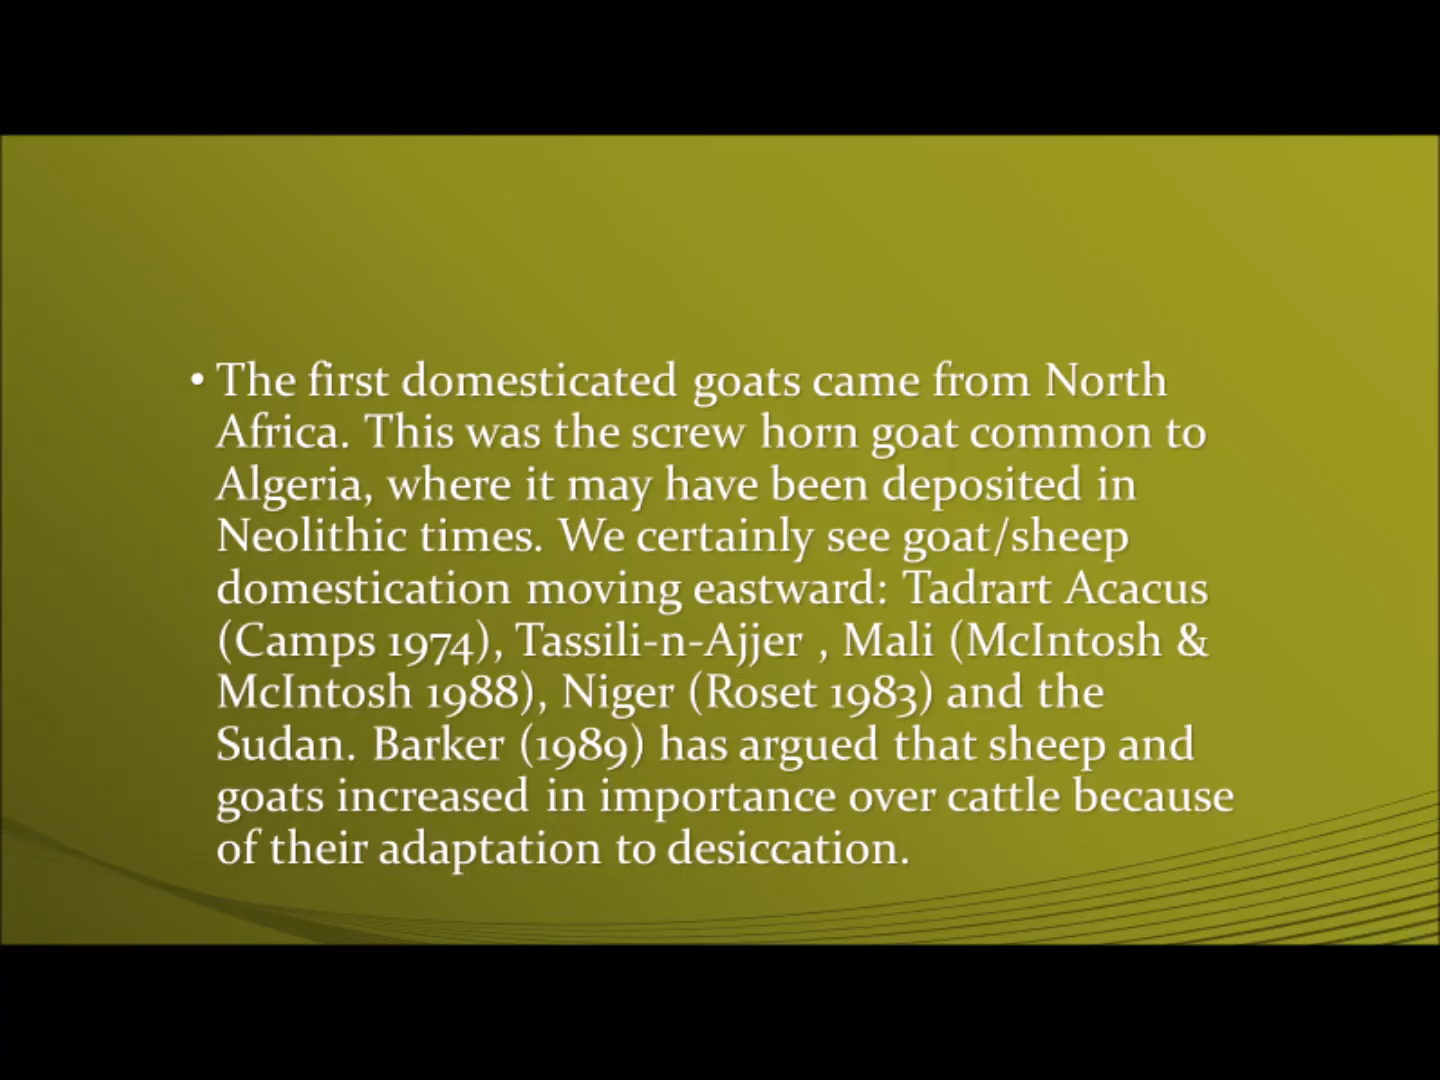 • The first domesticated goats came from North
Africa. This was the screw horn goat common to
Algeria, where it may have been deposited in
Neolithic times. We certainly see goat/sheep
domestication moving eastward: Tadrart Acacus
(Camps 1974), Tassili-n-Ajjer , Mali (McIntosh &
McIntosh 1988), Niger (Roset 1983) and the
Sudan. Barker (1989) has argued that sheep and
goats increased in importance over cattle because
of their adaptation to desiccation.